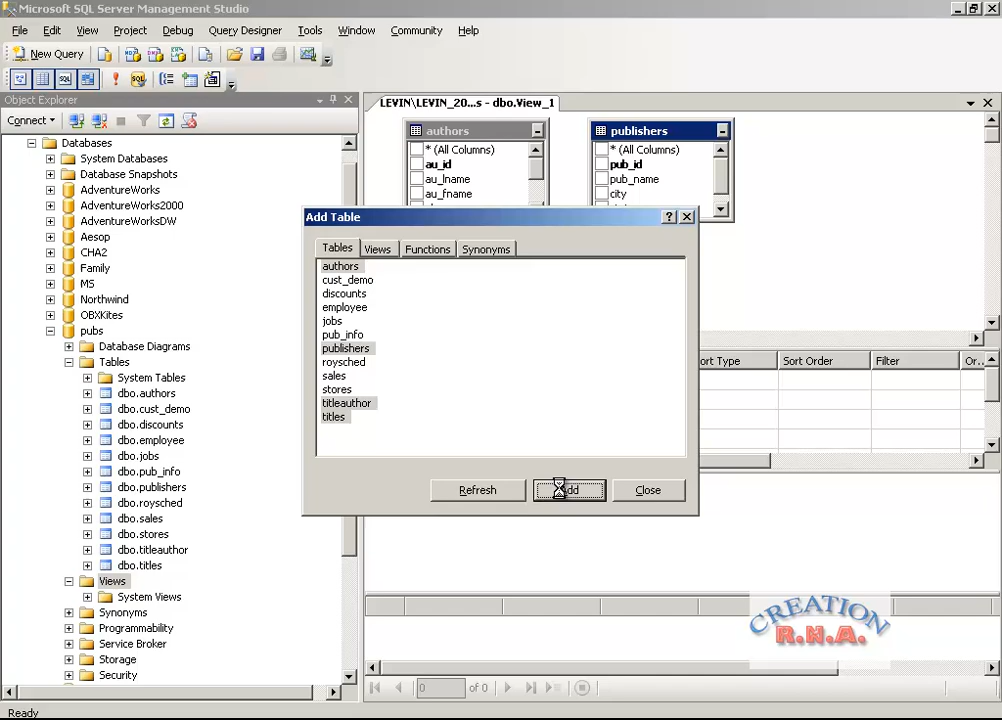 Microsoft SQL Server Management Studio
File Edit View Project Debug Query Designer Tools Window Community Help
New Query
Object Explorer
LEVIN\LEVIN_20...s - dbo.View_1
Connect
Databases
System Databases
Database Snapshots
AdventureWorks
AdventureWorks2000
AdventureWorksDW
Aesop
CHA2
Family
MS
Northwind
OBXKites
pubs
Database Diagrams
Tables
System Tables
dbo.authors
dbo.cust_demo
dbo.discounts
dbo.employee
dbo.jobs
dbo.pub_info
dbo.publishers
dbo.roysched
dbo.sales
dbo.stores
dbo.titleauthor
dbo.titles
Views
System Views
Synonyms
Programmability
Service Broker
Storage
Security
authors
* (All Columns)
au_id
au_lname
au_fname
publishers
* (All Columns)
pub_id
pub_name
city
Add Table
Tables Views Functions Synonyms
authors
cust_demo
discounts
employee
jobs
pub_info
publishers
roysched
sales
stores
titleauthor
titles
Refresh
Close
Sort Order Filter Or...
CREATION
R.N.A.
0 of 0
Ready